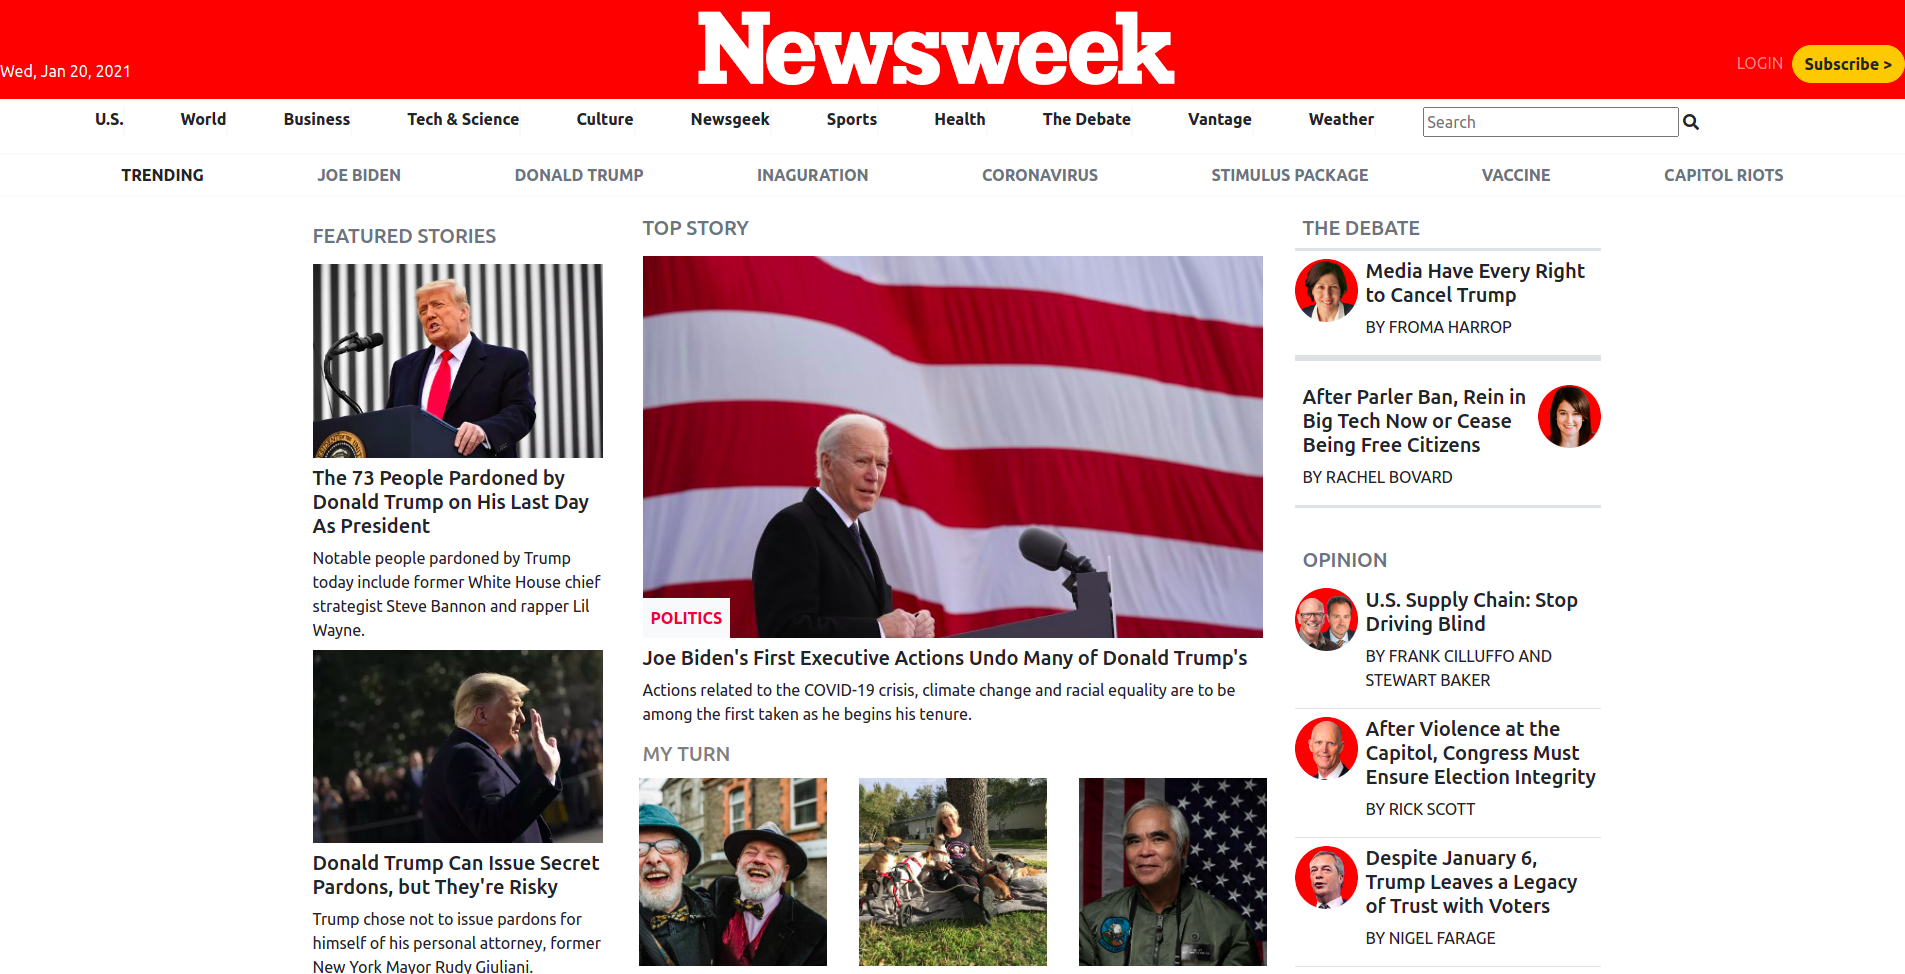 Newsweek
Wed, Jan 20, 2021
LOGIN
Subscribe >
U.S.
World
Business
Tech & Science
Culture
Newsgeek
Sports
Health
The Debate
Vantage
Weather
Search
TRENDING
JOE BIDEN
DONALD TRUMP
INAGURATION
CORONAVIRUS
STIMULUS PACKAGE
VACCINE
CAPITOL RIOTS
FEATURED STORIES
The 73 People Pardoned by
Donald Trump on His Last Day
As President
Notable people pardoned by Trump
today include former White House chief
strategist Steve Bannon and rapper Lil
Wayne.
Donald Trump Can Issue Secret
Pardons, but They're Risky
Trump chose not to issue pardons for
himself of his personal attorney, former
New York Mayor Rudy Giuliani.
TOP STORY
POLITICS
Joe Biden's First Executive Actions Undo Many of Donald Trump's
Actions related to the COVID-19 crisis, climate change and racial equality are to be
among the first taken as he begins his tenure.
MY TURN
THE DEBATE
Media Have Every Right
to Cancel Trump
BY FROMA HARROP
After Parler Ban, Rein in
Big Tech Now or Cease
Being Free Citizens
BY RACHEL BOVARD
OPINION
U.S. Supply Chain: Stop
Driving Blind
BY FRANK CILLUFFO AND
STEWART BAKER
After Violence at the
Capitol, Congress Must
Ensure Election Integrity
BY RICK SCOTT
Despite January 6,
Trump Leaves a Legacy
of Trust with Voters
BY NIGEL FARAGE